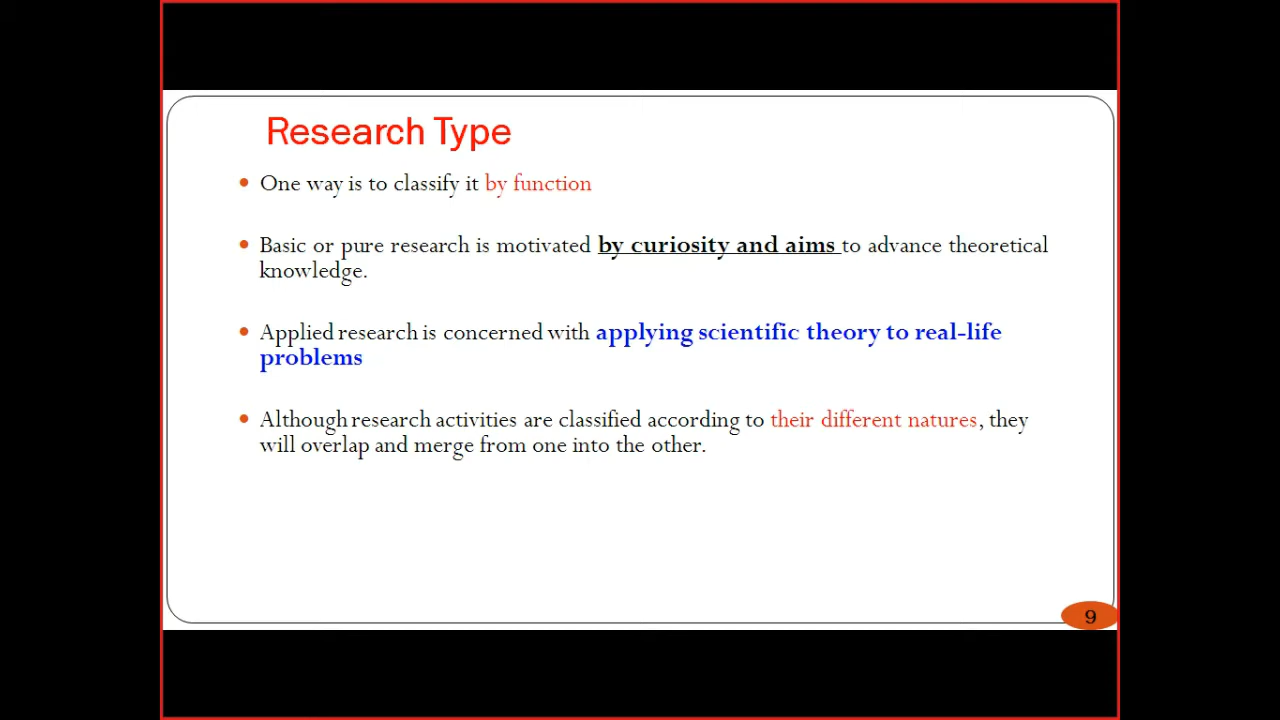 Research Type
One way is to classify it by function
Basic or pure research is motivated by curiosity and aims to advance theoretical
knowledge.
Applied research is concerned with applying scientific theory to real-life
problems
Although research activities are classified according to their different natures, they
will overlap and merge from one into the other.
9